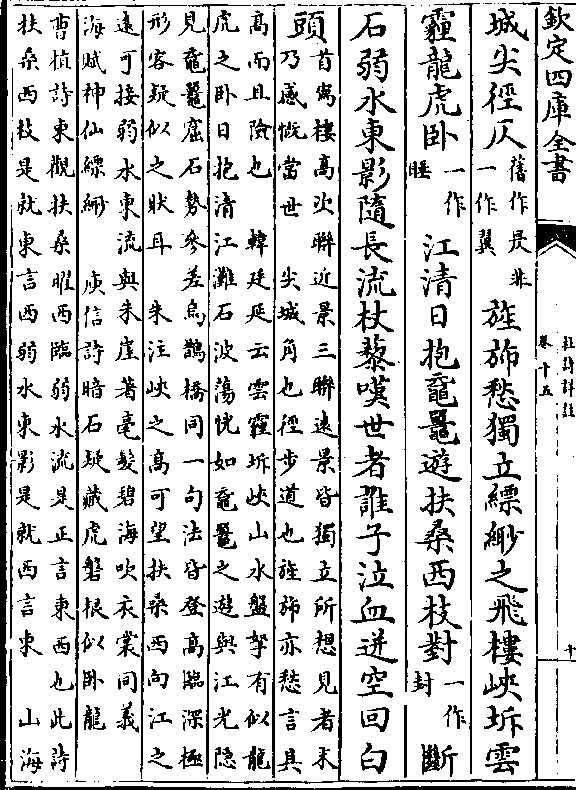 欽定四庫全書
杜詩詳註
卷十五
十
城尖徑仄舊作昃非一作翼旌斾愁獨立縹緲之飛樓峽坼雲
霾龍虎卧一作睡江清日抱黿鼉遊扶桑西枝對一作封斷
石弱水東影隨長流杖藜嘆世者誰子泣血迸空回白
頭首寫樓高次聯近景三聯遠景皆獨立所想見者末
乃感慨當世 尖城角也徑步道也旌斾亦愁言其
高而且險也 韓廷延云雲霾坼峽山水盤拏有似龍
虎之卧日抱清江灘石波蕩恍如黿鼉之遊與江光隱
見黿鼉窟石勢參差烏鵲橋同一句法皆登高臨深極
形容疑似之狀耳 朱注峽之高可望扶桑西向江之
遠可接弱水東流與朱崖著毫髮碧海吹衣裳同義
海賦神仙縹緲 庾信詩暗石疑藏虎磐根似卧龍
曹植詩東觀扶桑曜西臨弱水流是正言東西也此詩
扶桑西枝是就東言西弱水東影是就西言東 山海